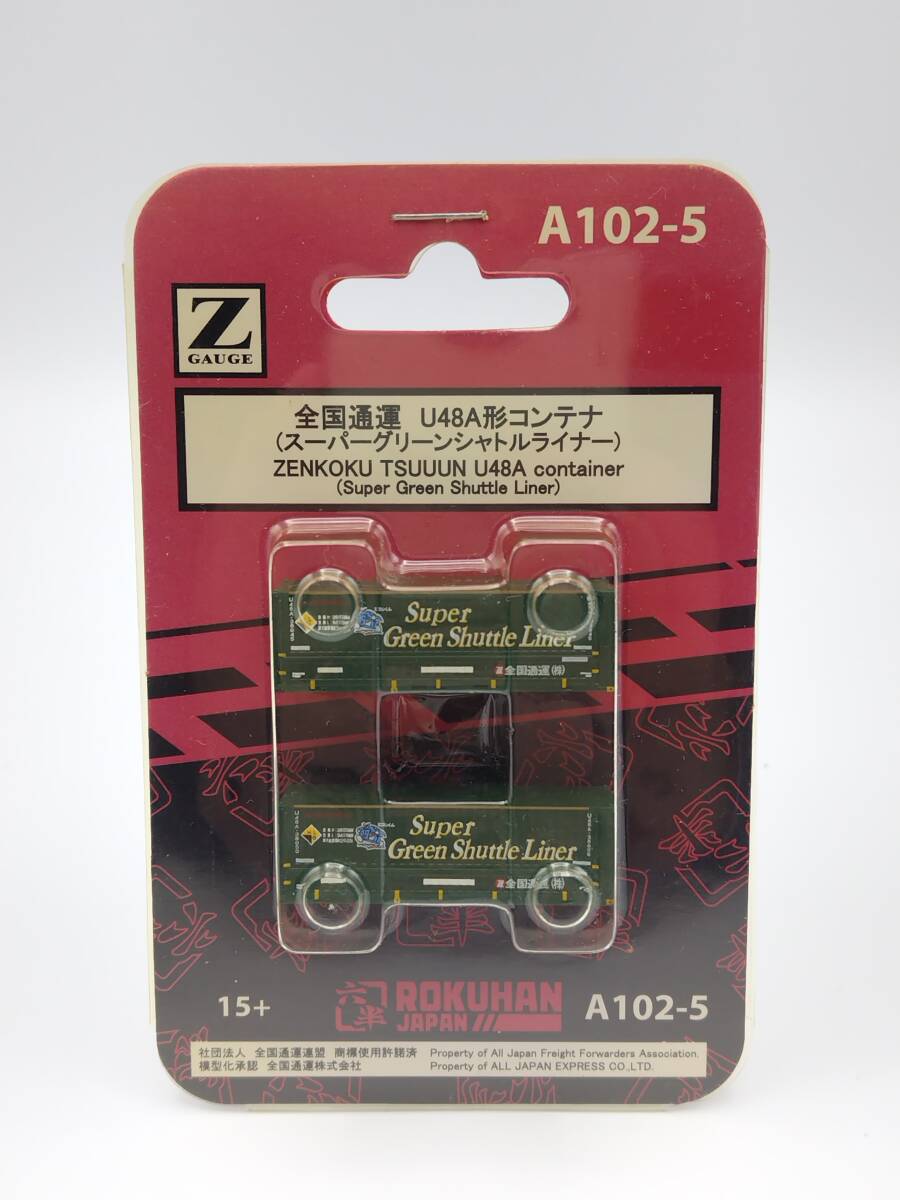 A102-5
Z
GAUGE
全国通運 U48A形コンテナ
(スーパーグリーンシャトルライナー)
ZENKOKU TSUUUN U48A container
(Super Green Shuttle Liner)
Super
Green Shuttle Liner
全国通運(株)
Super
Green Shuttle Liner
全国通運(株)
15+
六半
ROKUHAN
JAPAN
A102-5
社団法人 全国通運連盟 商標使用許諾済 Property of All Japan Freight Forwarders Association.
模型化承認 全国通運株式会社 Property of ALL JAPAN EXPRESS CO.,LTD.